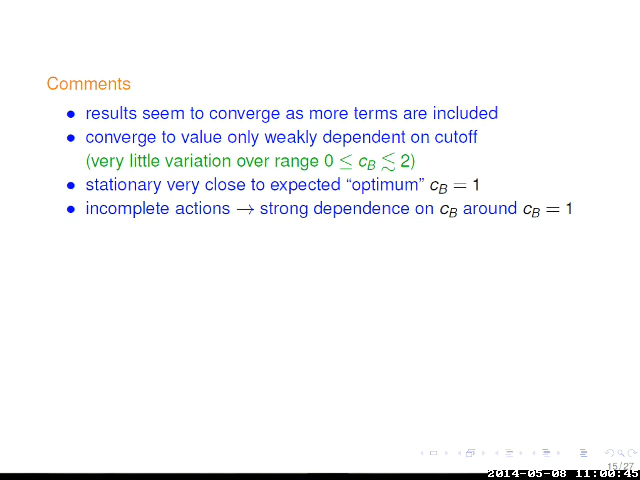 Comments
• results seem to converge as more terms are included
• converge to value only weakly dependent on cutoff
(very little variation over range 0 ≤ c_B ≲ 2)
• stationary very close to expected “optimum” c_B = 1
• incomplete actions → strong dependence on c_B around c_B = 1
15/27
2014-05-08 11:00:45